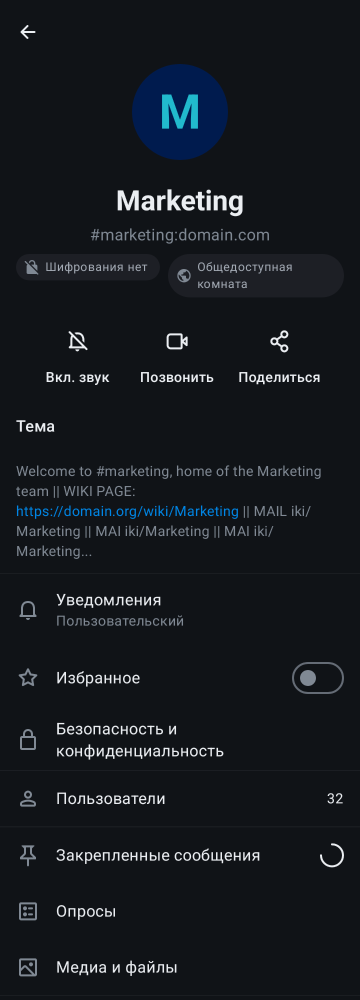 M
Marketing
#marketing:domain.com
Шифрования нет
Общедоступная
комната
Вкл. звук
Позвонить
Поделиться
Тема
Welcome to #marketing, home of the Marketing
team || WIKI PAGE:
https://domain.org/wiki/Marketing || MAIL iki/
Marketing || MAI iki/Marketing || MAI iki/
Marketing...
Уведомления
Пользовательский
Избранное
Безопасность и
конфиденциальность
Пользователи
32
Закрепленные сообщения
Опросы
Медиа и файлы